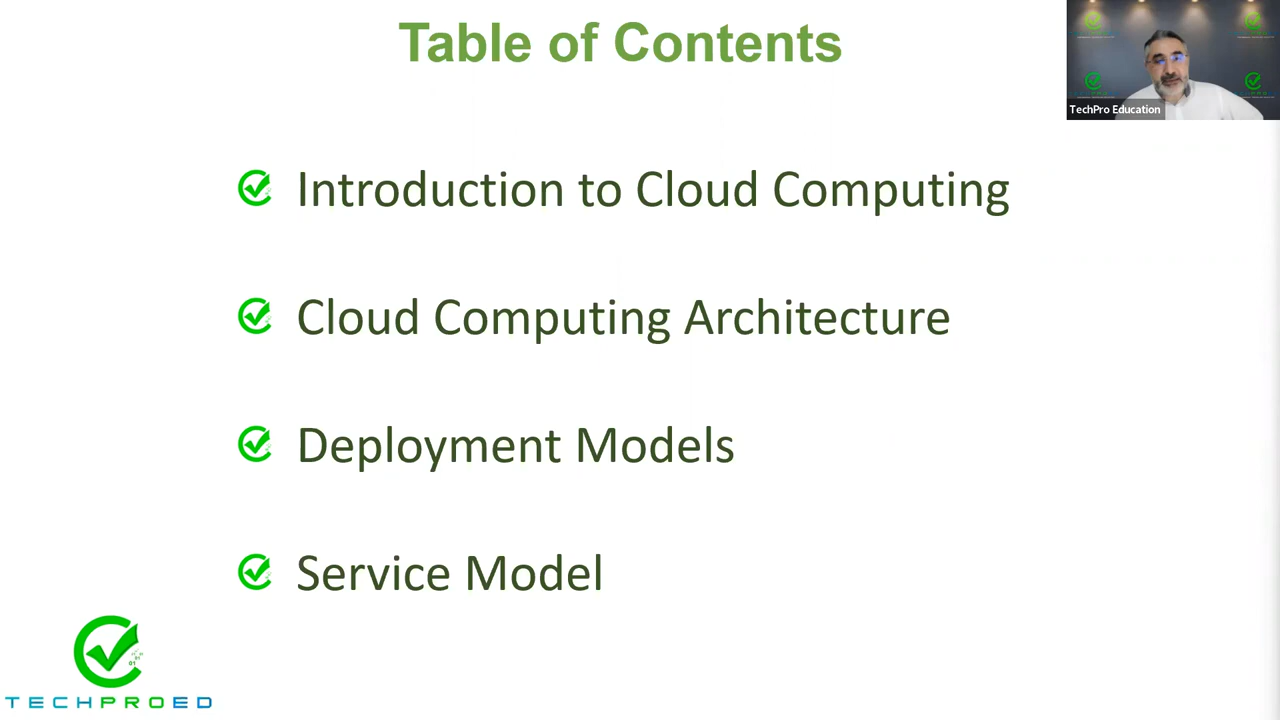 Table of Contents
TechPro Education
Introduction to Cloud Computing
Cloud Computing Architecture
Deployment Models
Service Model
TECHPROED